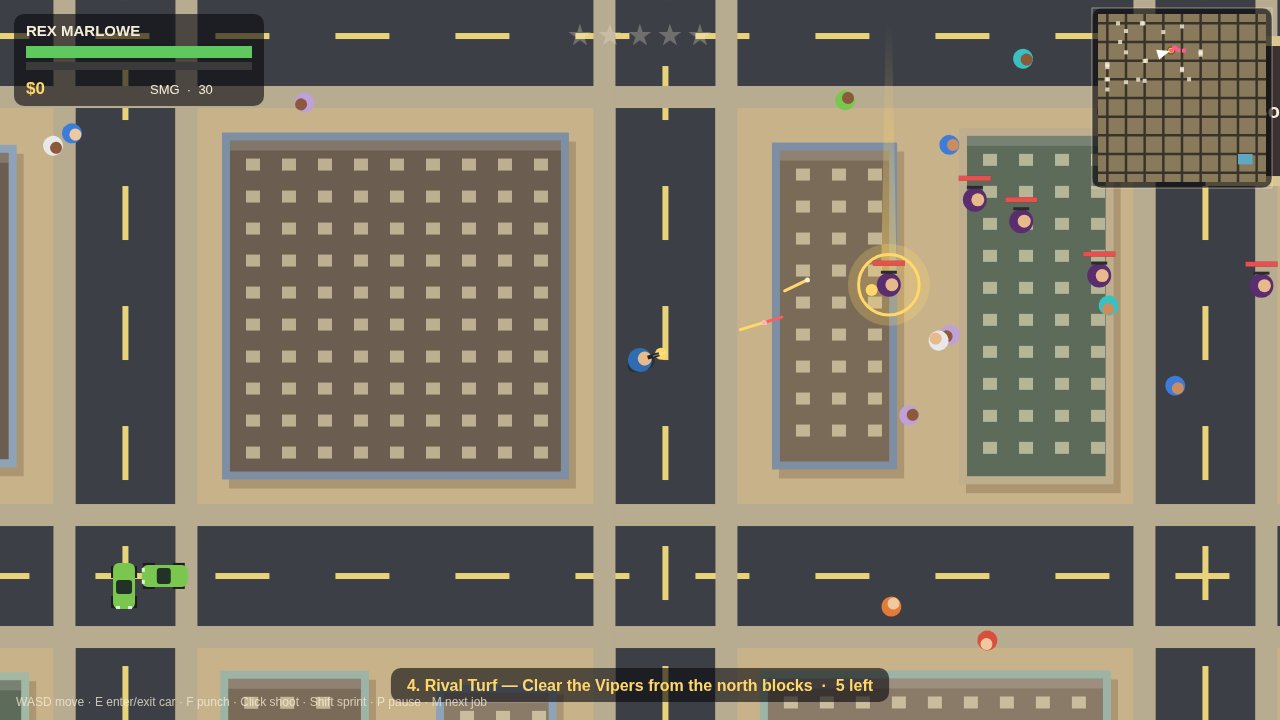 REX MARLOWE
$0
SMG · 30
4. Rival Turf — Clear the Vipers from the north blocks · 5 left
WASD move · E enter/exit car · F punch · Click shoot · Shift sprint · P pause · M next job